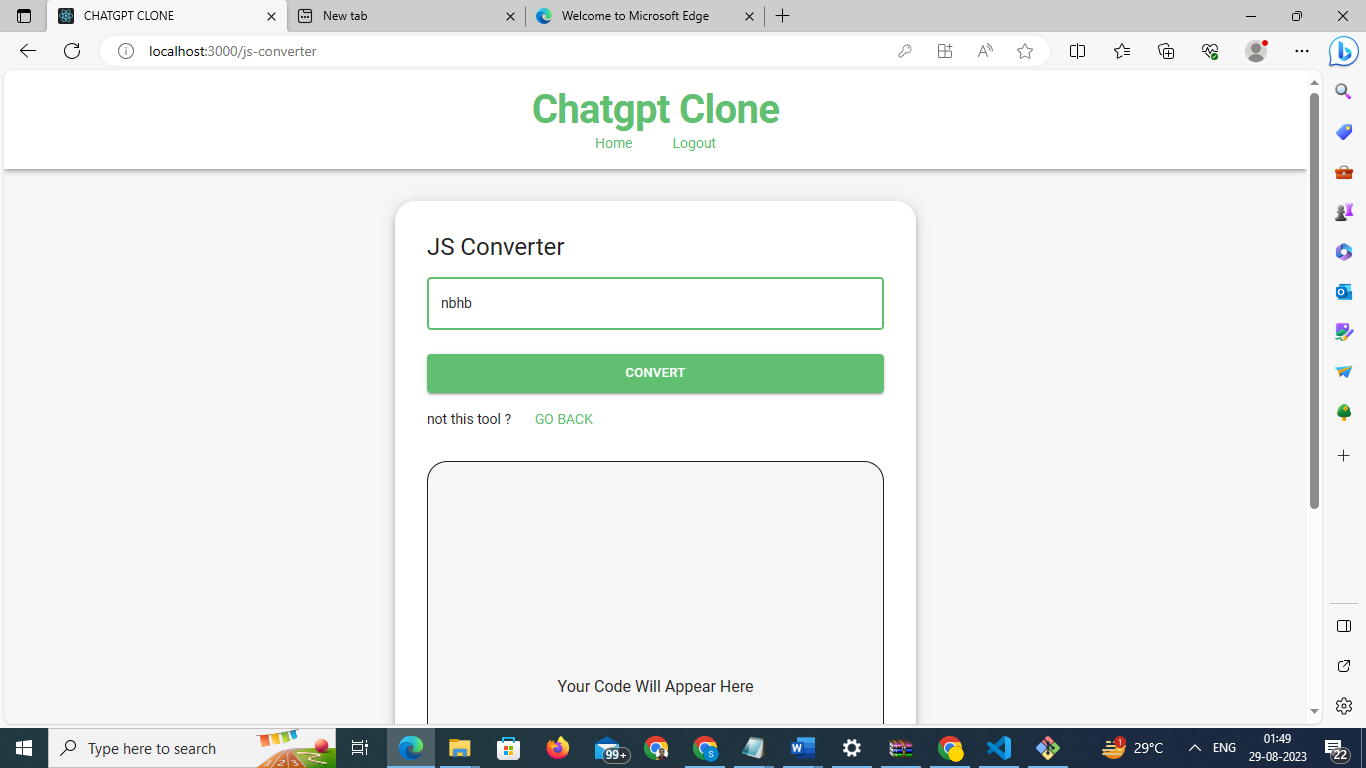 CHATGPT CLONE
New tab
Welcome to Microsoft Edge
localhost:3000/js-converter
Chatgpt Clone
Home Logout
JS Converter
nbhb
CONVERT
not this tool ? GO BACK
Your Code Will Appear Here
Type here to search
99+
1
29°C
ENG
01:49
29-08-2023
22